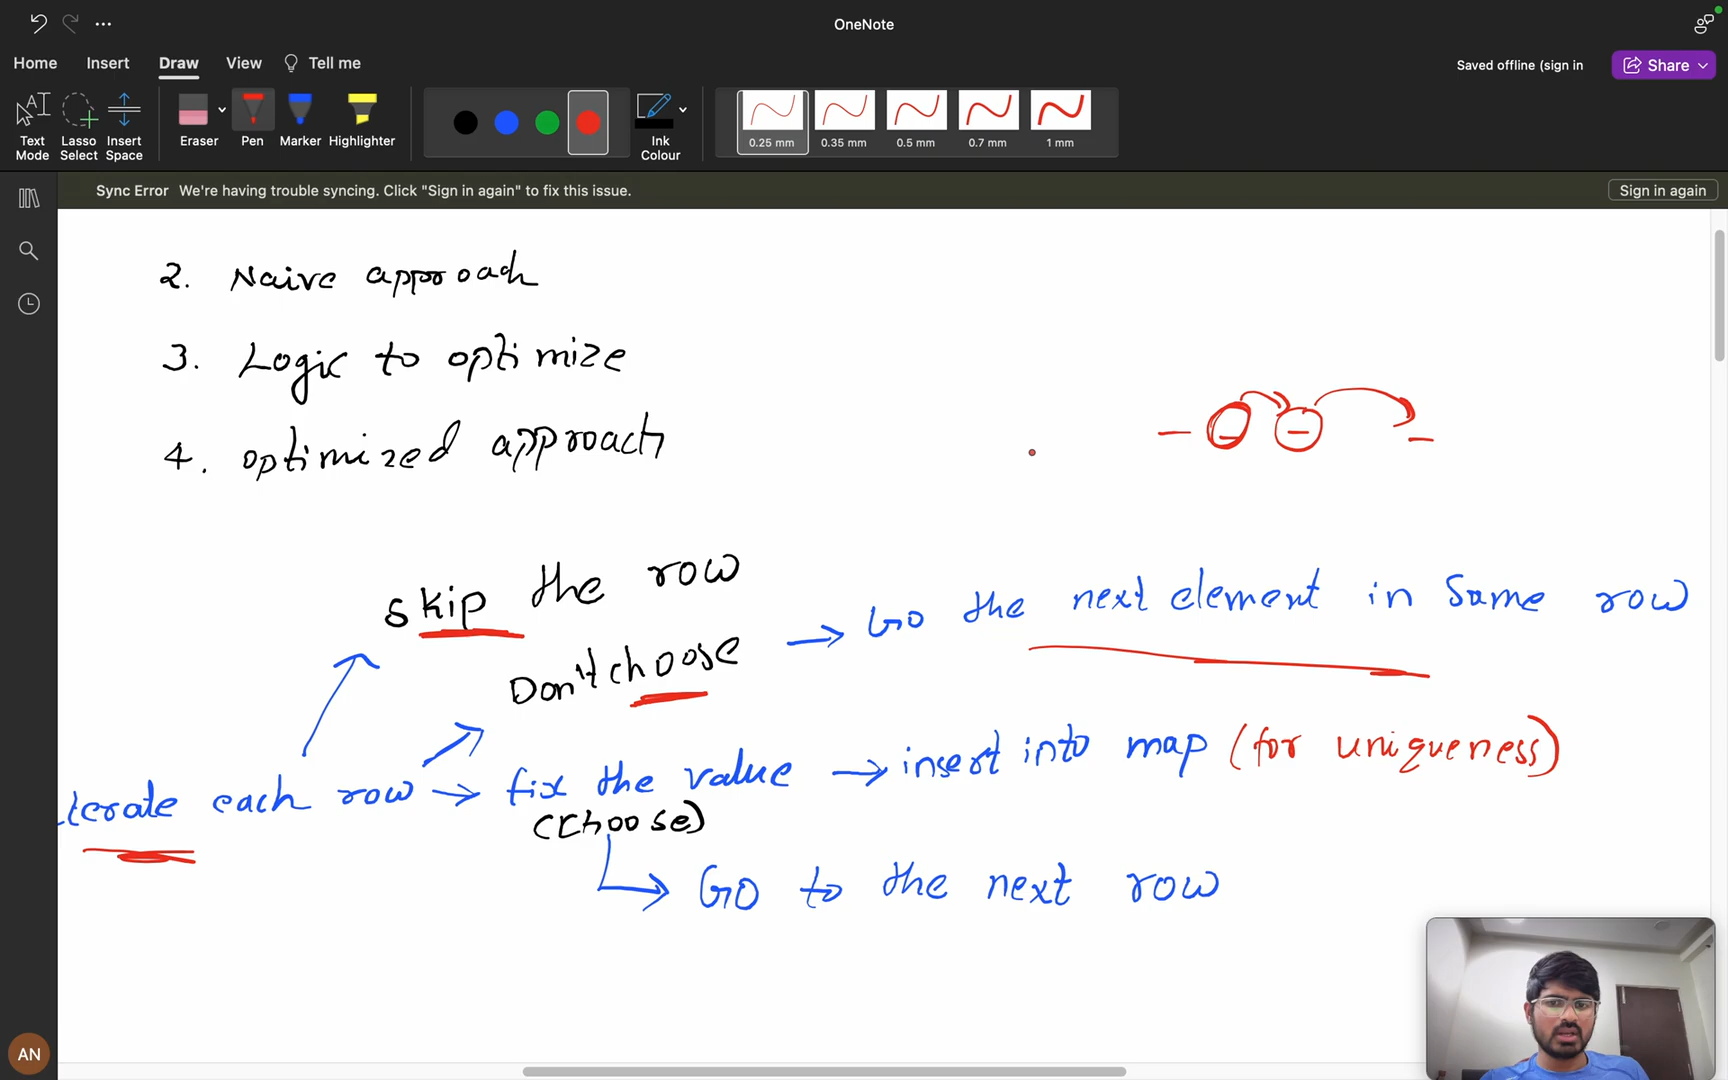 OneNote
Home Insert Draw View Tell me
Saved offline (sign in
Share
Text Mode
Lasso Select
Insert Space
Eraser
Pen
Marker
Highlighter
Ink Colour
0.25 mm
0.35 mm
0.5 mm
0.7 mm
1 mm
Sync Error We're having trouble syncing. Click "Sign in again" to fix this issue.
Sign in again
2. Naive approach
3. Logic to optimize
4. optimized approach
skip the row
Don't choose → Go the next element in Same row
iterate each row → fix the value → insert into map (for uniqueness)
(choose)
Go to the next row
AN